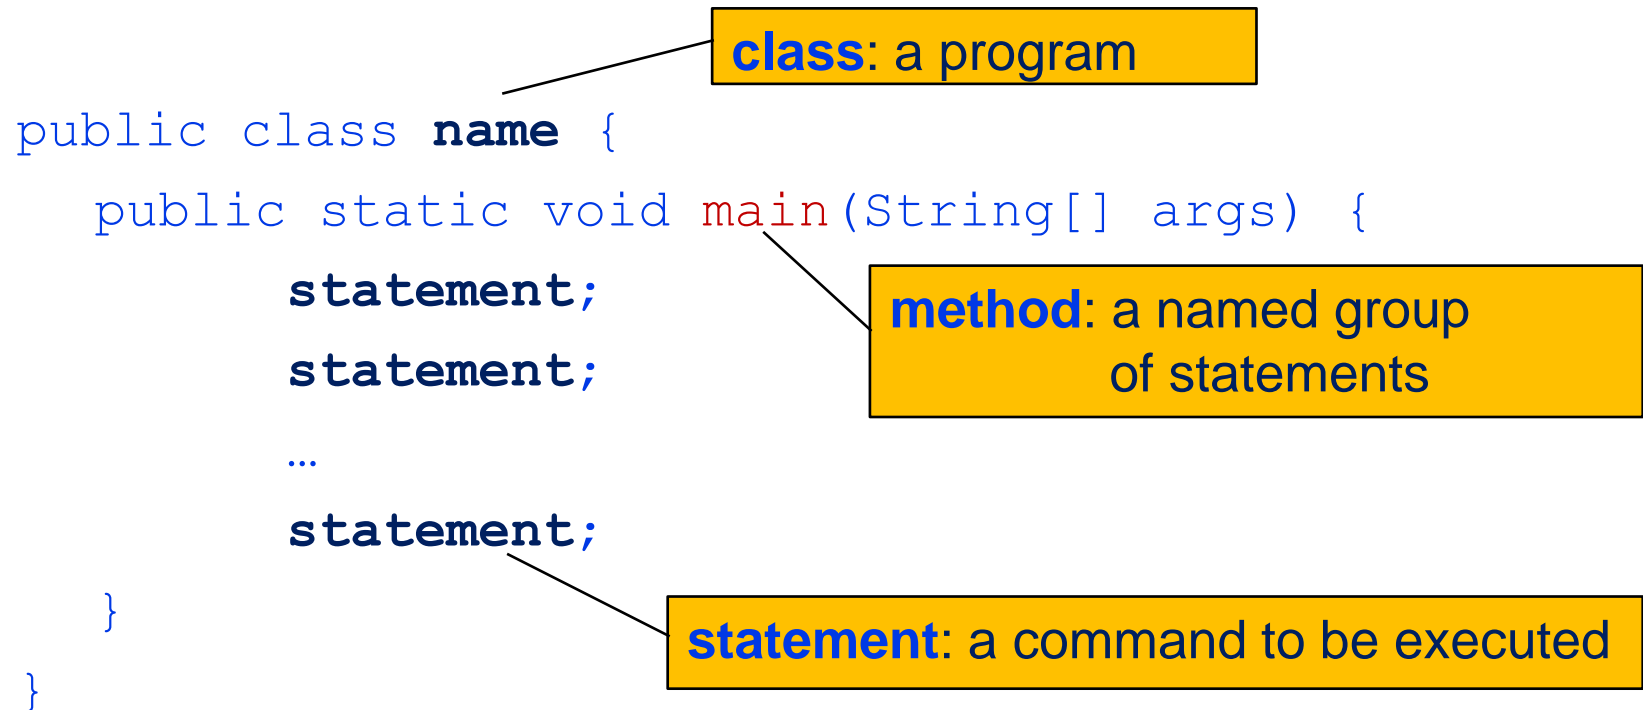 class: a program
public class name {
public static void main(String[] args) {
statement;
method: a named group
of statements
statement;
…
statement;
}
statement: a command to be executed
}